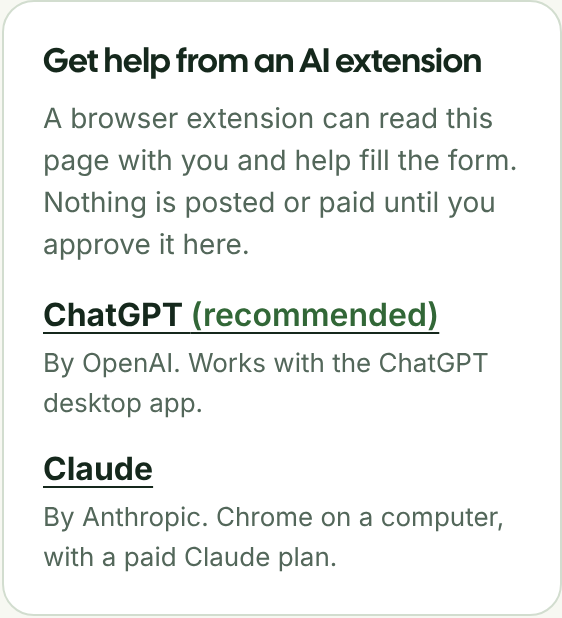 Get help from an AI extension
A browser extension can read this
page with you and help fill the form.
Nothing is posted or paid until you
approve it here.
ChatGPT (recommended)
By OpenAI. Works with the ChatGPT
desktop app.
Claude
By Anthropic. Chrome on a computer,
with a paid Claude plan.